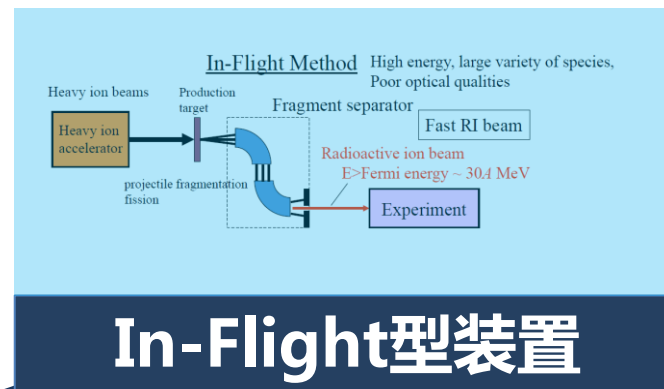 In-Flight Method
High energy, large variety of species,
Poor optical qualities
Heavy ion beams
Production
target
Fragment separator
Heavy ion
accelerator
Fast RI beam
Radioactive ion beam
E>Fermi energy ~ 30A MeV
projectile fragmentation
fission
Experiment
In-Flight型装置